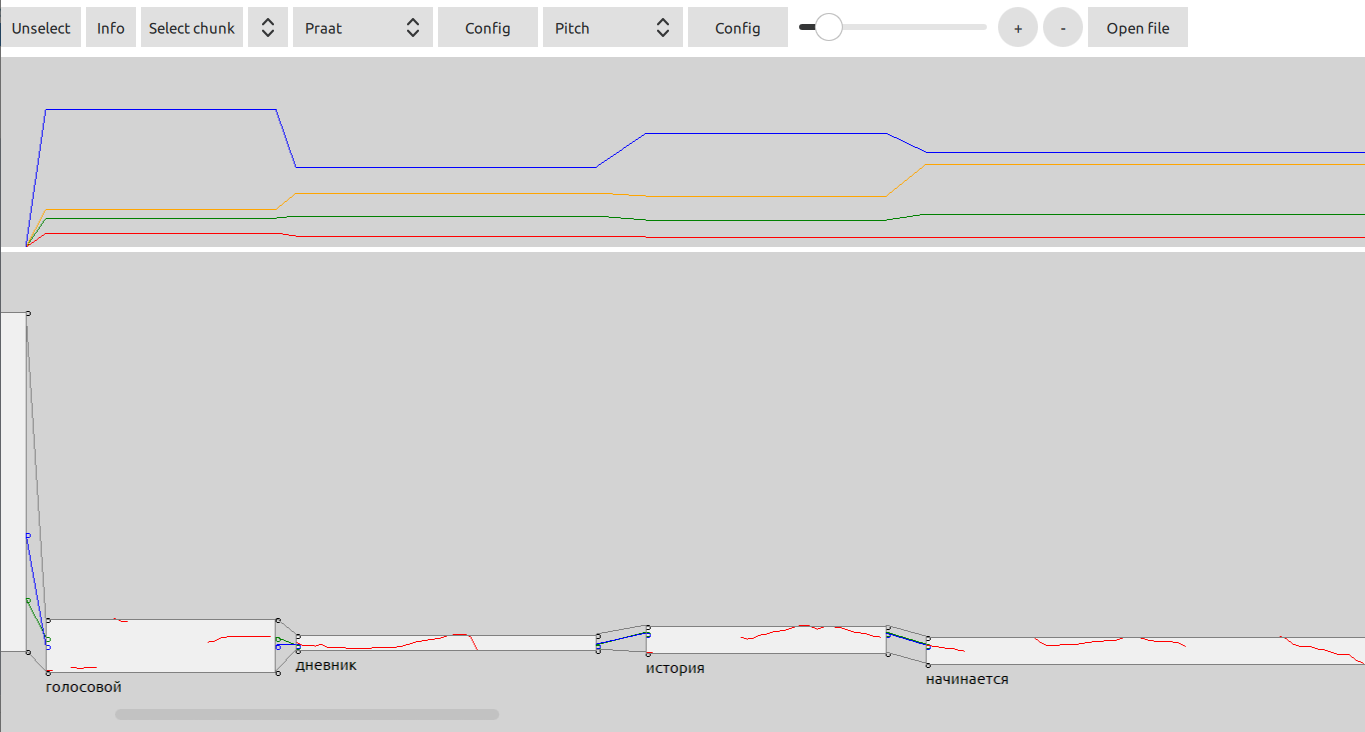 Unselect Info Select chunk Praat Config Pitch Config + - Open file
дневник
история
начинается
голосовой